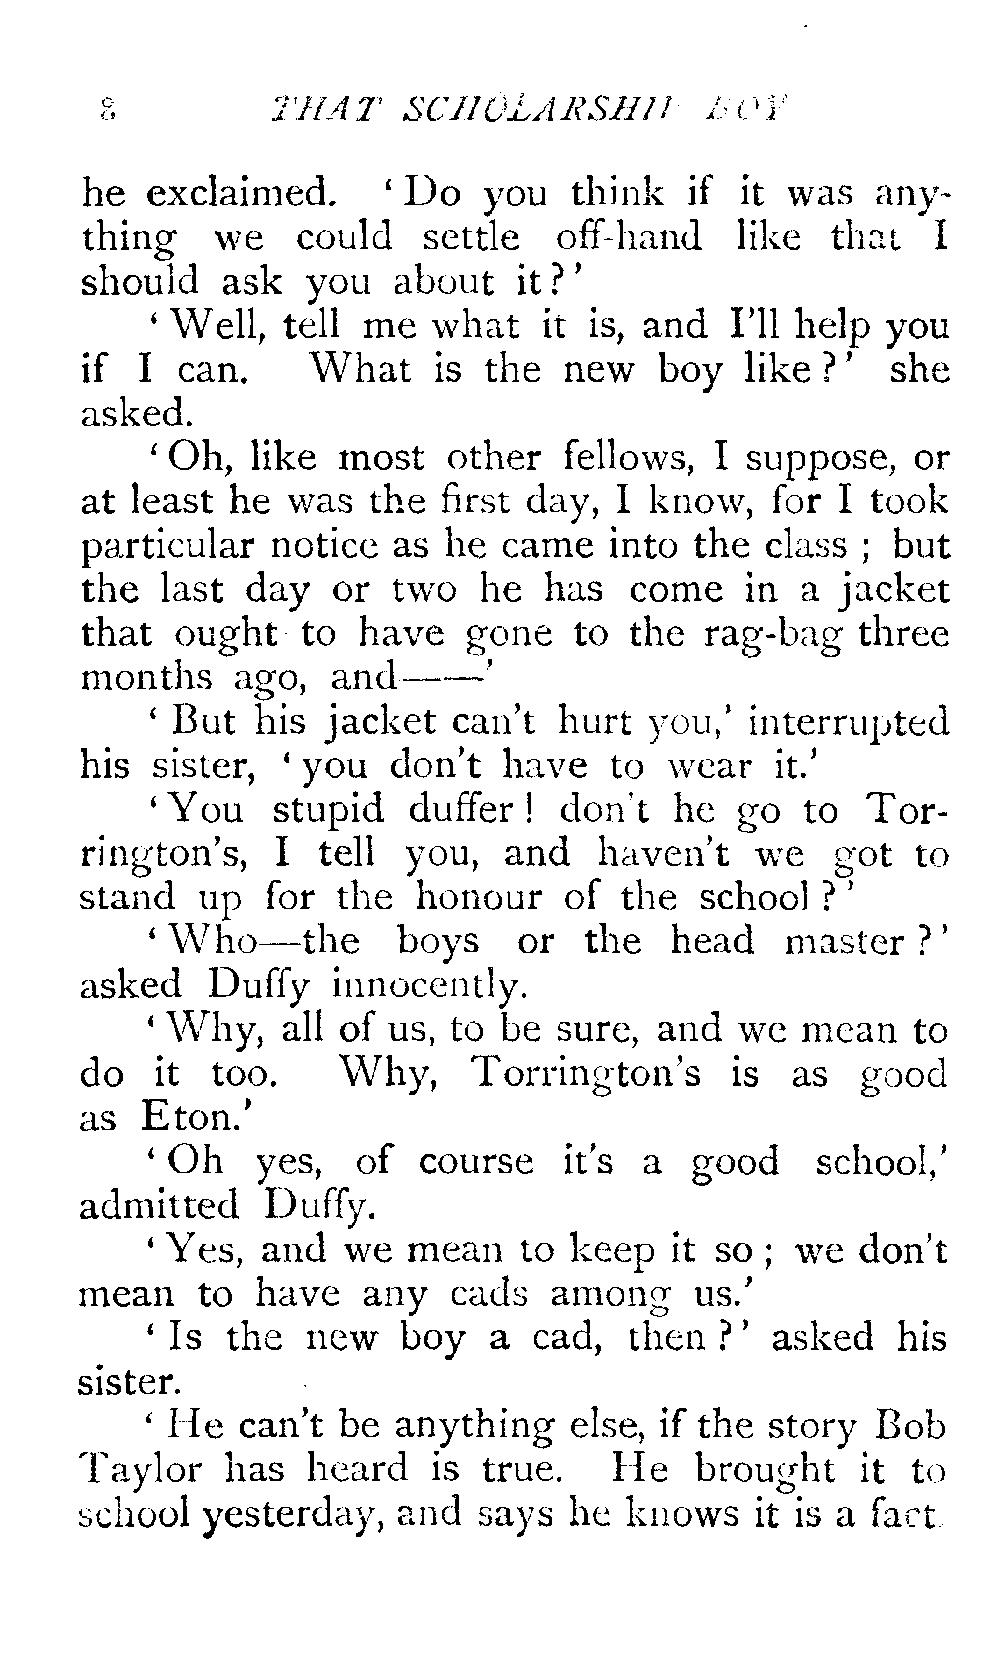 8 THAT SCHOLARSHIP BOY
he exclaimed. ‘ Do you think if it was any-
thing we could settle off-hand like that I
should ask you about it?’
‘ Well, tell me what it is, and I’ll help you
if I can. What is the new boy like?’ she
asked.
‘ Oh, like most other fellows, I suppose, or
at least he was the first day, I know, for I took
particular notice as he came into the class ; but
the last day or two he has come in a jacket
that ought to have gone to the rag-bag three
months ago, and——’
‘ But his jacket can’t hurt you,’ interrupted
his sister, ‘ you don’t have to wear it.’
‘ You stupid duffer ! don’t he go to Tor-
rington’s, I tell you, and haven’t we got to
stand up for the honour of the school ?’
‘ Who—the boys or the head master ?’
asked Duffy innocently.
‘ Why, all of us, to be sure, and we mean to
do it too. Why, Torrington’s is as good
as Eton.’
‘ Oh yes, of course it’s a good school,’
admitted Duffy.
‘ Yes, and we mean to keep it so ; we don’t
mean to have any cads among us.’
‘ Is the new boy a cad, then ?’ asked his
sister.
‘ He can’t be anything else, if the story Bob
Taylor has heard is true. He brought it to
school yesterday, and says he knows it is a fact.